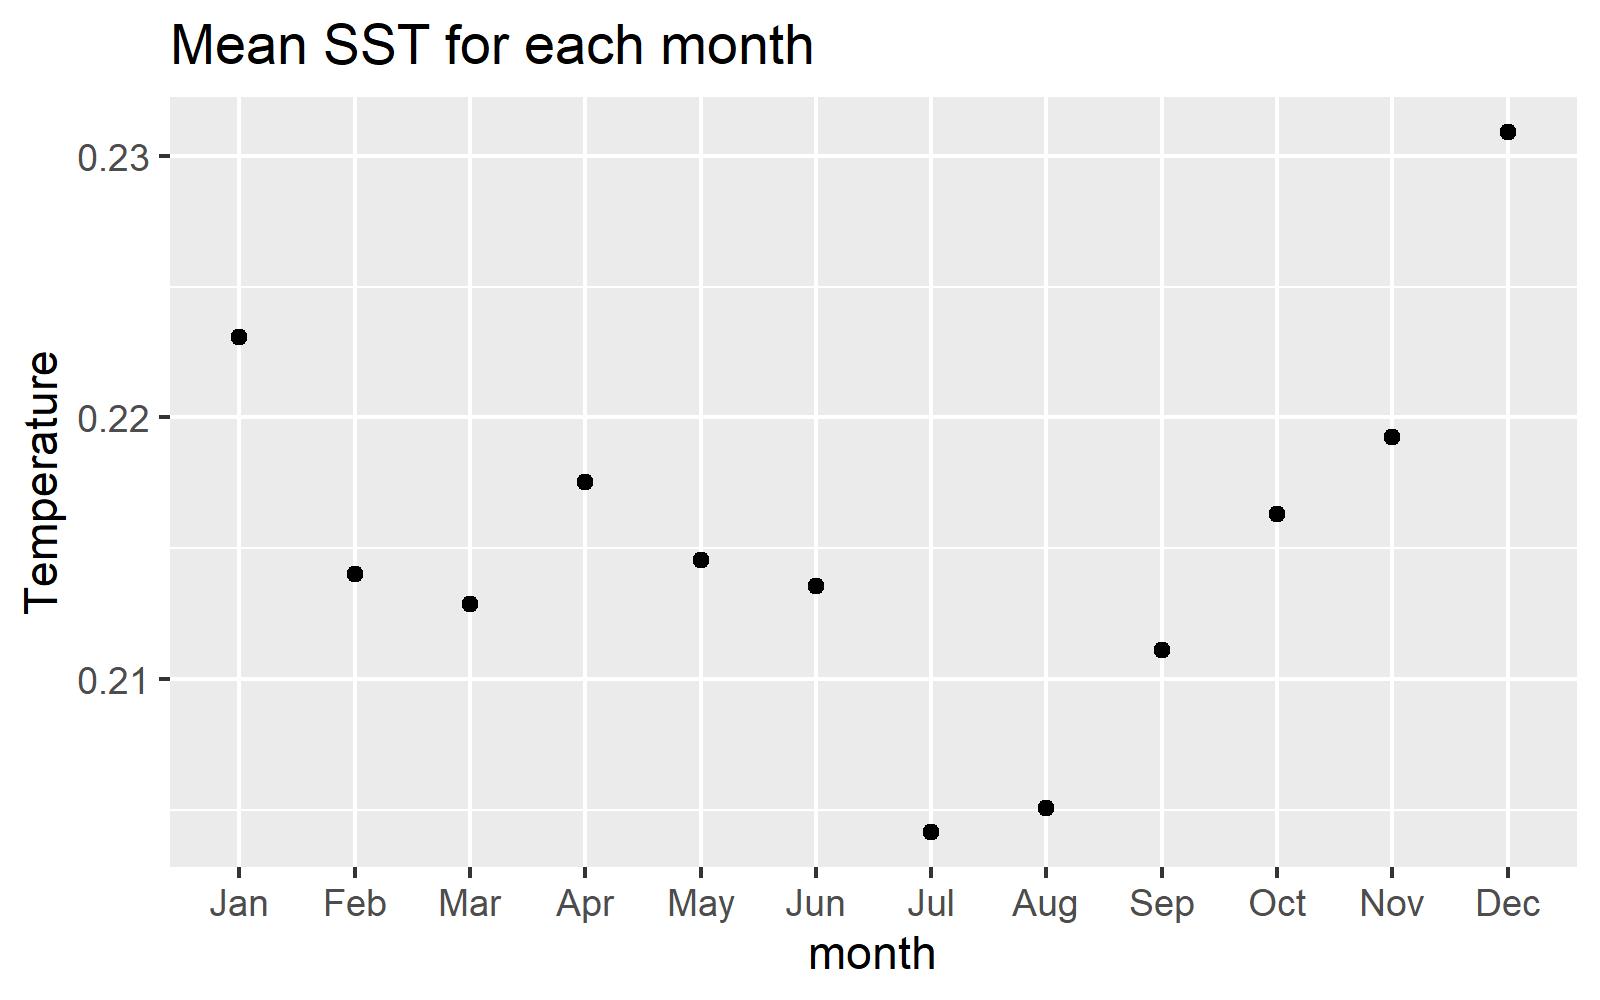 Mean SST for each month
0.23
0.22
0.21
Temperature
Jan Feb Mar Apr May Jun Jul Aug Sep Oct Nov Dec
month